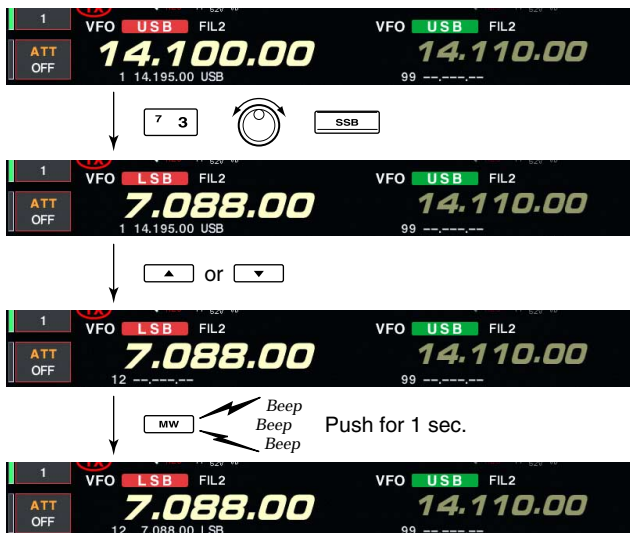 1 VFO USB FIL2 VFO USB FIL2
ATT OFF 14.100.00 14.110.00
1 14.195.00 USB 99 --.---.--
7 3 SSB
1 TX VFO LSB FIL2 VFO USB FIL2
ATT OFF 7.088.00 14.110.00
1 14.195.00 USB 99 --.---.--
or
1 TX VFO LSB FIL2 VFO USB FIL2
ATT OFF 7.088.00 14.110.00
12 --.---.-- 99 --.---.--
Beep
MW Beep Push for 1 sec.
Beep
1 TX VFO LSB FIL2 VFO USB FIL2
ATT OFF 7.088.00 14.110.00
12 7.088.00 LSB 99 --.---.--